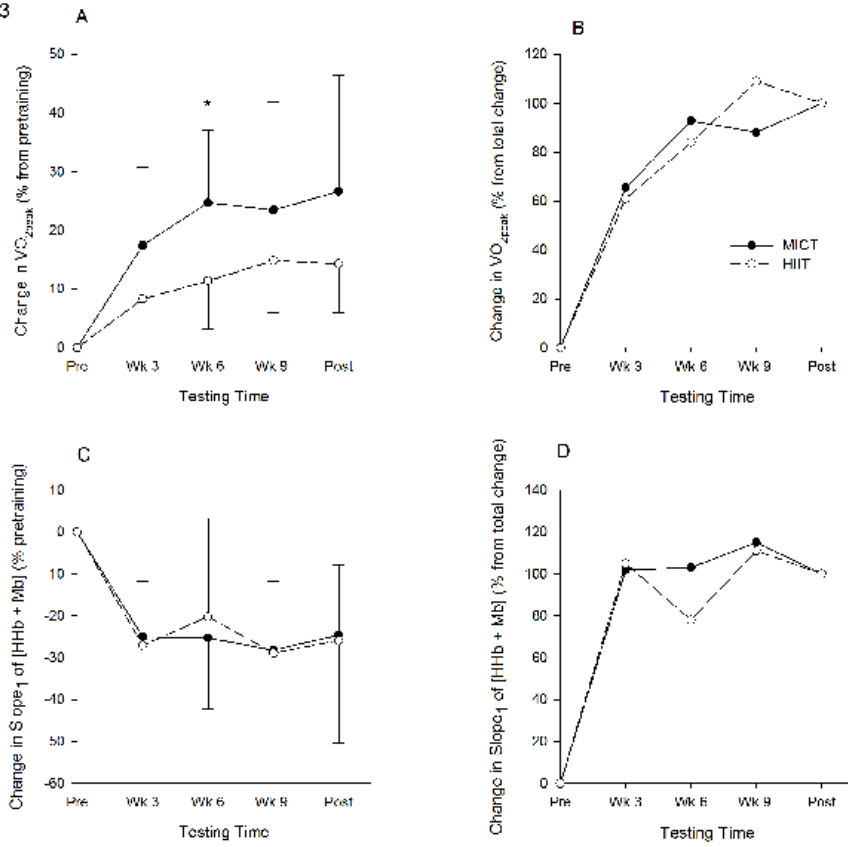 3
A
50
40
30
20
10
0
*
Change in VO2peak (% from pretraining)
Pre Wk 3 Wk 6 Wk 9 Post
Testing Time
B
120
100
80
60
40
20
0
Change in VO2peak (% from total change)
MICT
HIIT
Pre Wk 3 Wk 6 Wk 9 Post
Testing Time
C
10
0
-10
-20
-30
-40
-50
-60
Change in Slope1 of [HHb + Mb] (% pretraining)
Pre Wk 3 Wk 6 Wk 9 Post
Testing Time
D
140
120
100
80
60
40
20
0
Change in Slope1 of [HHb + Mb] (% from total change)
Pre Wk 3 Wk 6 Wk 9 Post
Testing Time